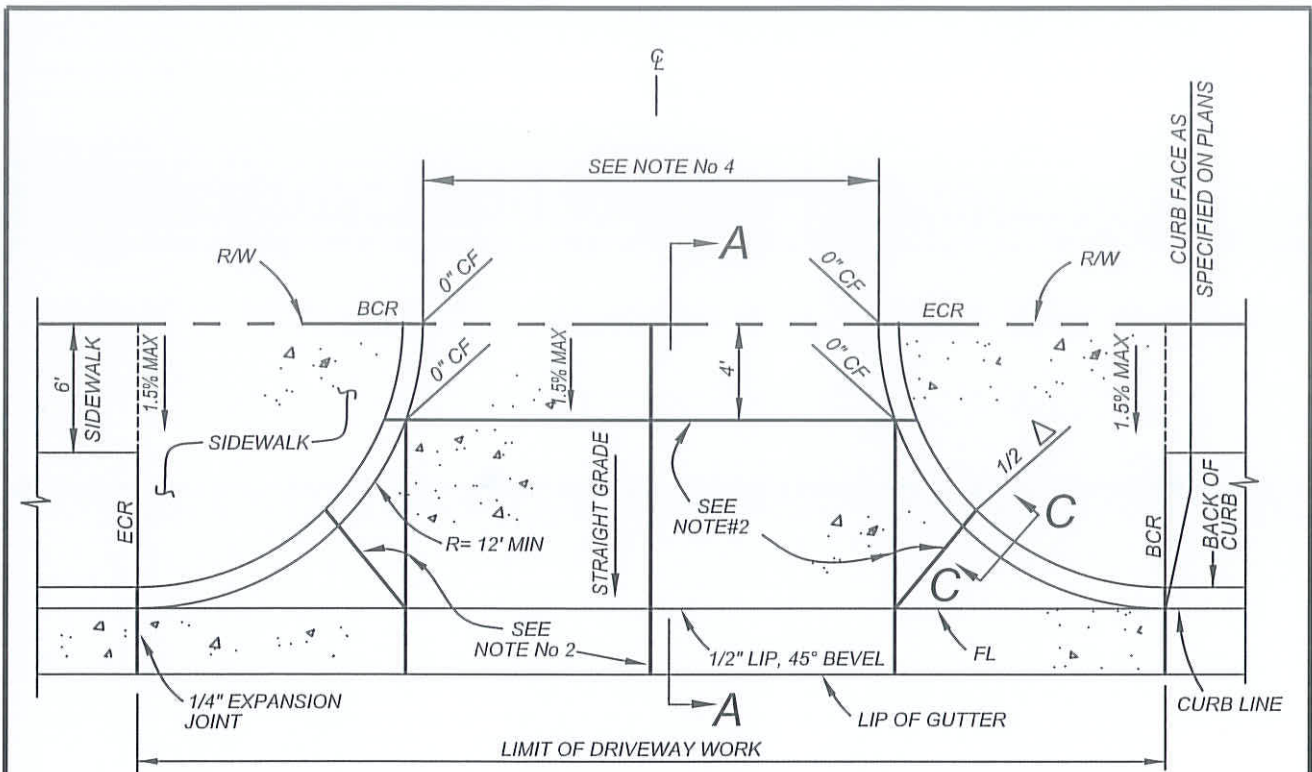 ℄
SEE NOTE No 4
CURB FACE AS
SPECIFIED ON PLANS
A
R/W
0" CF
0" CF
R/W
BCR
ECR
6'
SIDEWALK
1.5% MAX
0" CF
1.5% MAX
4'
0" CF
1.5% MAX
SIDEWALK
1/2 Δ
ECR
R= 12' MIN
STRAIGHT GRADE
SEE
NOTE#2
C
C
BCR
BACK OF
CURB
SEE
NOTE No 2
1/2" LIP, 45° BEVEL
FL
1/4" EXPANSION
JOINT
A
LIP OF GUTTER
CURB LINE
LIMIT OF DRIVEWAY WORK